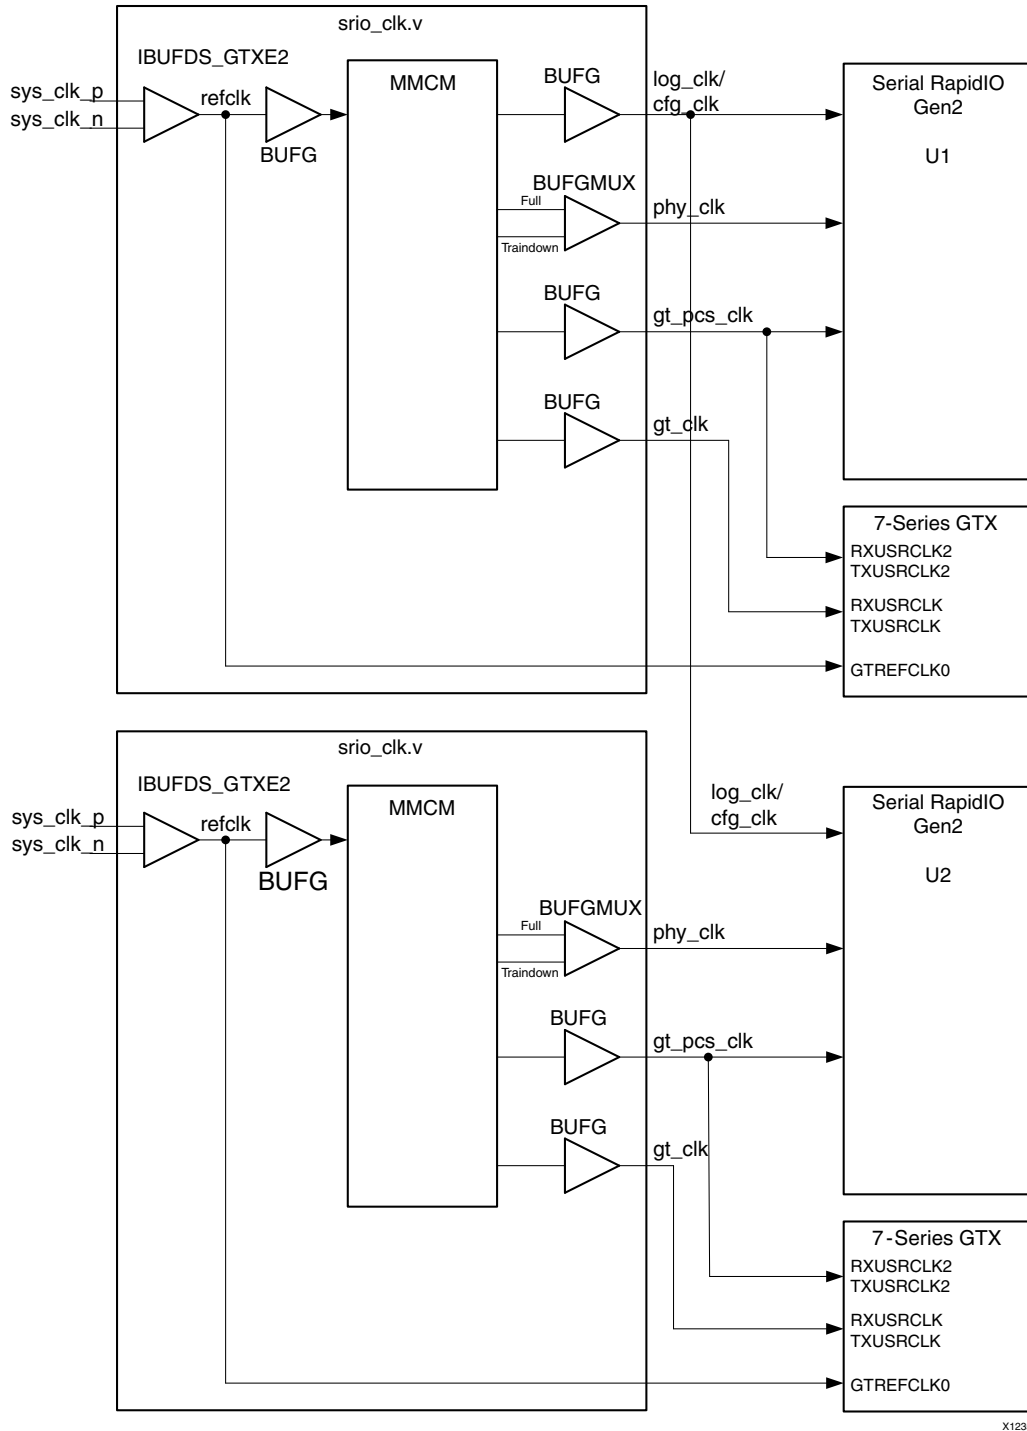 srio_clk.v
IBUFDS_GTXE2
sys_clk_p
sys_clk_n
refclk
BUFG
MMCM
BUFG
log_clk/
cfg_clk
Serial RapidIO
Gen2
U1
BUFGMUX
Full
Traindown
phy_clk
BUFG
gt_pcs_clk
BUFG
gt_clk
7-Series GTX
RXUSRCLK2
TXUSRCLK2
RXUSRCLK
TXUSRCLK
GTREFCLK0
srio_clk.v
IBUFDS_GTXE2
sys_clk_p
sys_clk_n
refclk
BUFG
MMCM
log_clk/
cfg_clk
Serial RapidIO
Gen2
U2
BUFGMUX
Full
Traindown
phy_clk
BUFG
gt_pcs_clk
BUFG
gt_clk
7-Series GTX
RXUSRCLK2
TXUSRCLK2
RXUSRCLK
TXUSRCLK
GTREFCLK0
X123